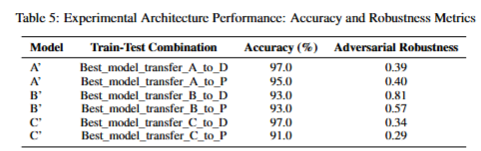 Table 5: Experimental Architecture Performance: Accuracy and Robustness Metrics
Model Train-Test Combination Accuracy (%) Adversarial Robustness
A' Best_model_transfer_A_to_D 97.0 0.39
A' Best_model_transfer_A_to_P 95.0 0.40
B' Best_model_transfer_B_to_D 93.0 0.81
B' Best_model_transfer_B_to_P 93.0 0.57
C' Best_model_transfer_C_to_D 97.0 0.34
C' Best_model_transfer_C_to_P 91.0 0.29